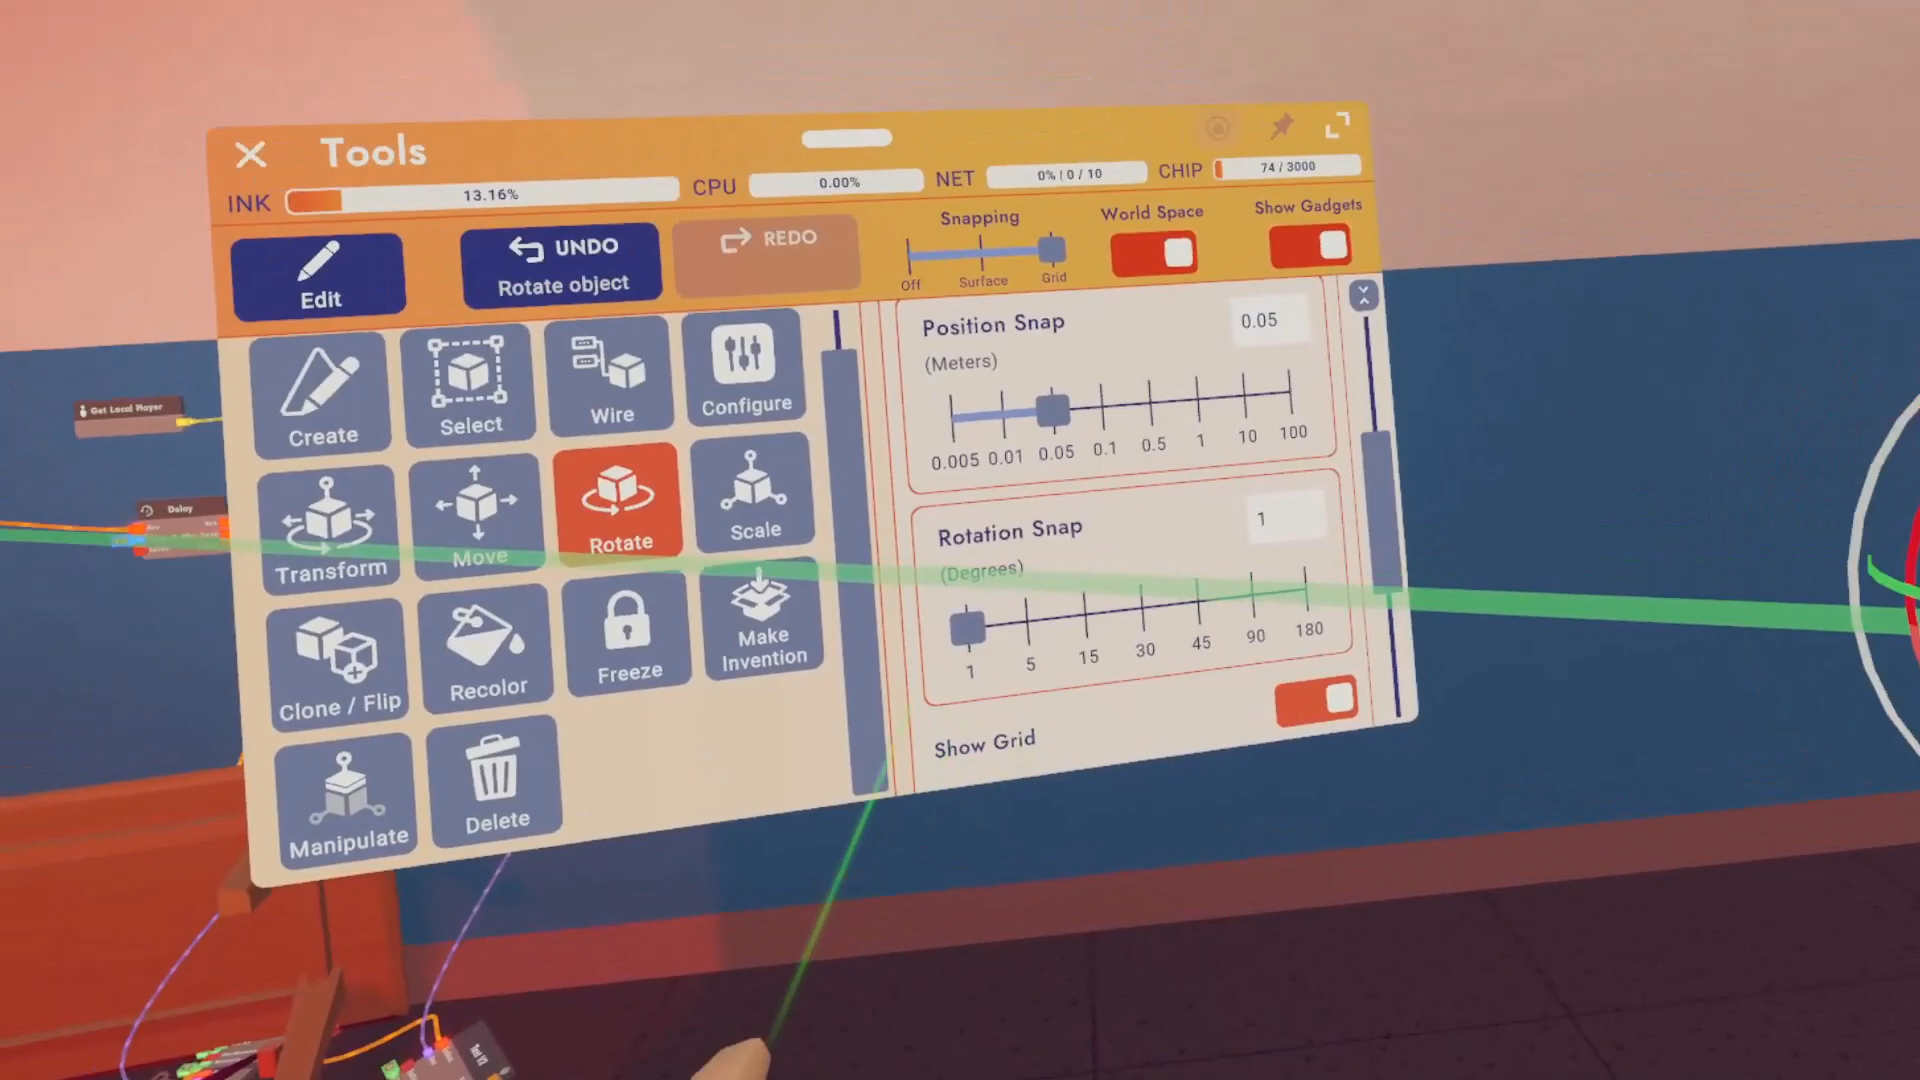 Tools
INK 13.16% CPU 0.00% NET 0% | 0 / 10 CHIP 74 / 3000
Edit
UNDO
Rotate object
REDO
Snapping
Off Surface Grid
World Space
Show Gadgets
Create
Select
Wire
Configure
Transform
Move
Rotate
Scale
Clone / Flip
Recolor
Freeze
Make
Invention
Manipulate
Delete
Position Snap
0.05
(Meters)
0.005 0.01 0.05 0.1 0.5 1 10 100
Rotation Snap
1
(Degrees)
1 5 15 30 45 90 180
Show Grid
Get Local Player
Delay